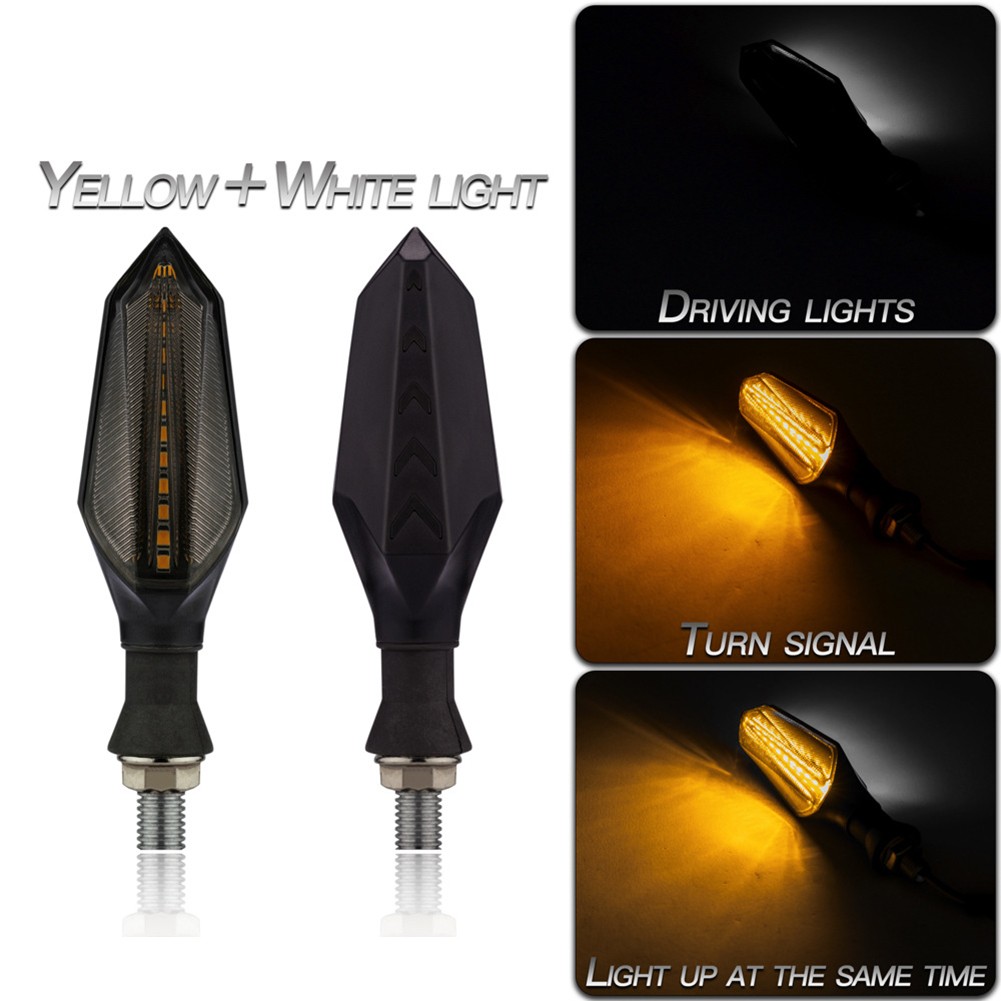 YELLOW + WHITE LIGHT
DRIVING LIGHTS
TURN SIGNAL
LIGHT UP AT THE SAME TIME